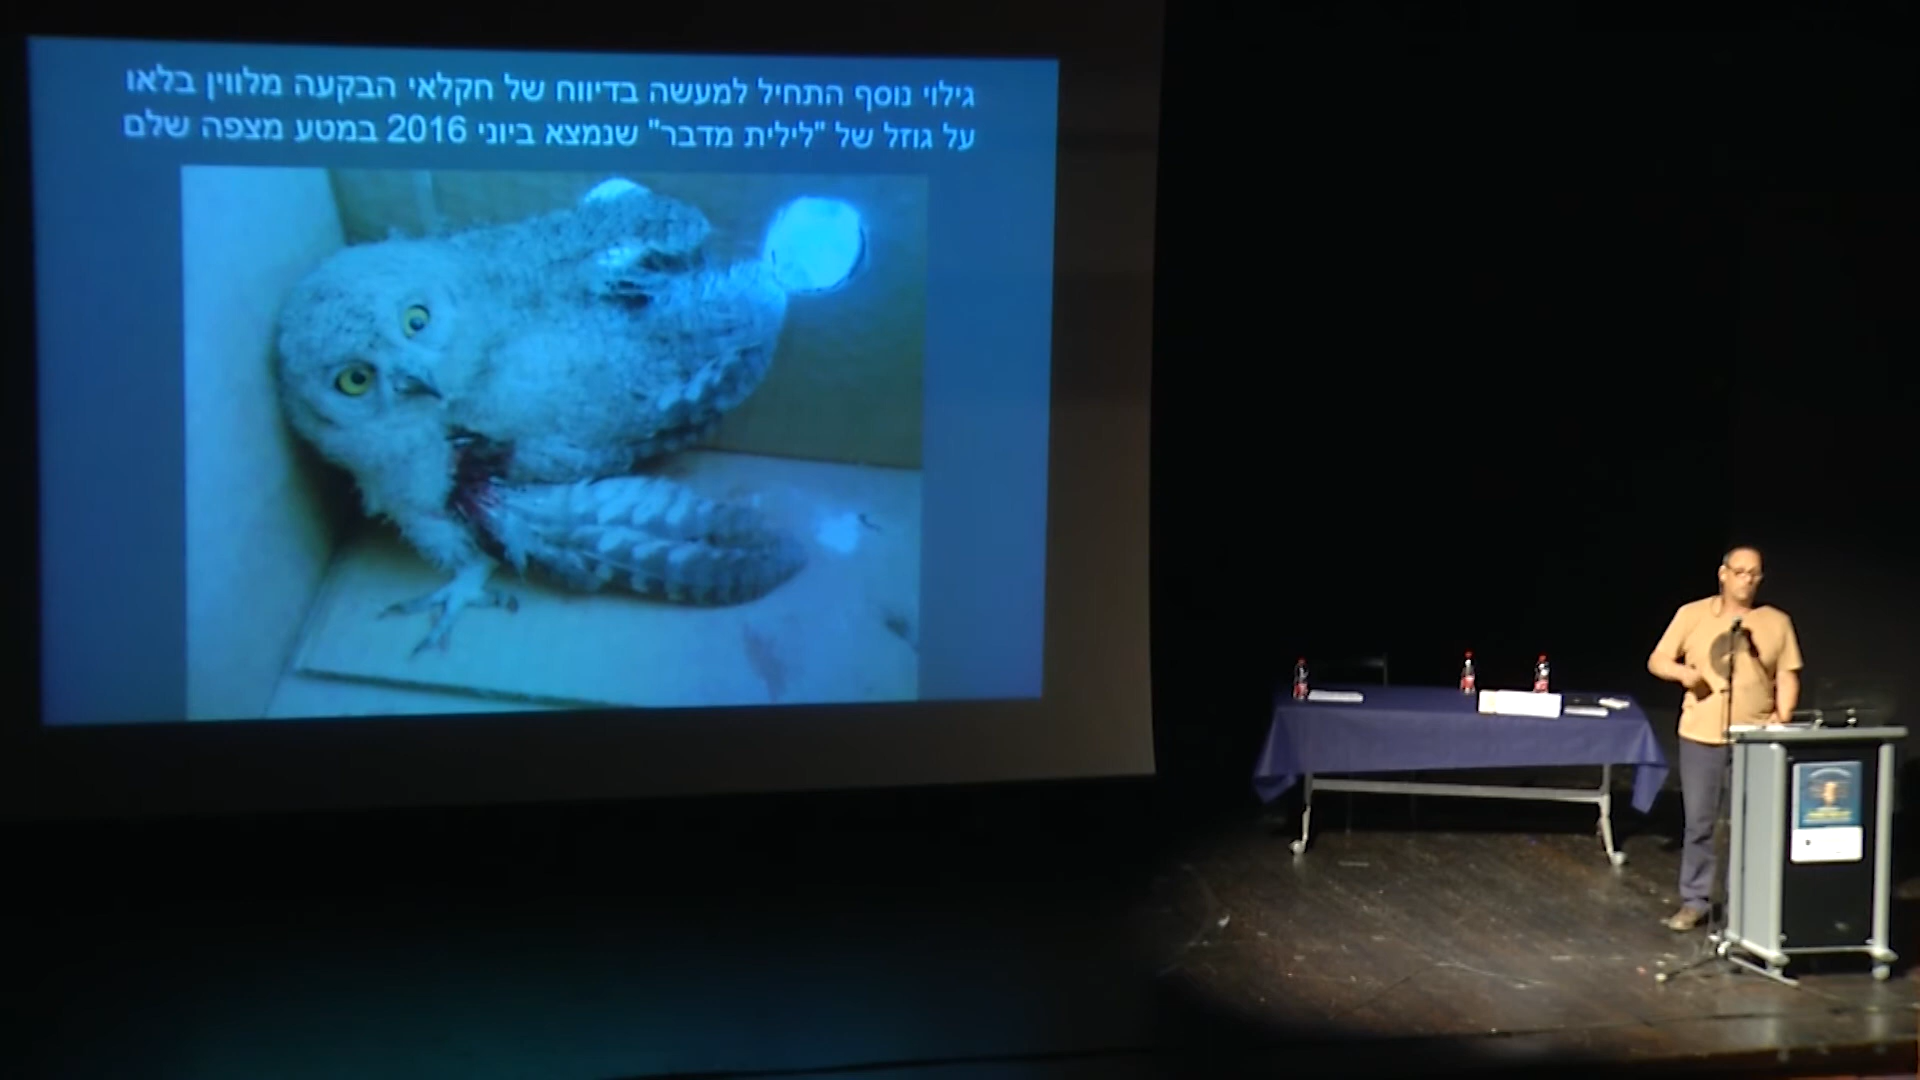 גילוי נוסף התחיל למעשה בדיווח של חקלאי הבקעה מלווין בלאו
על גוזל של "לילית מדבר" שנמצא ביוני 2016 במטע מצפה שלם